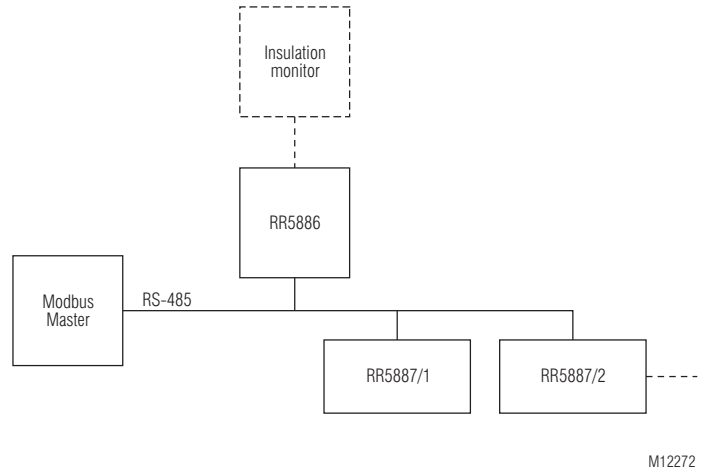 Insulation
monitor
RR5886
Modbus
Master
RS-485
RR5887/1
RR5887/2
M12272